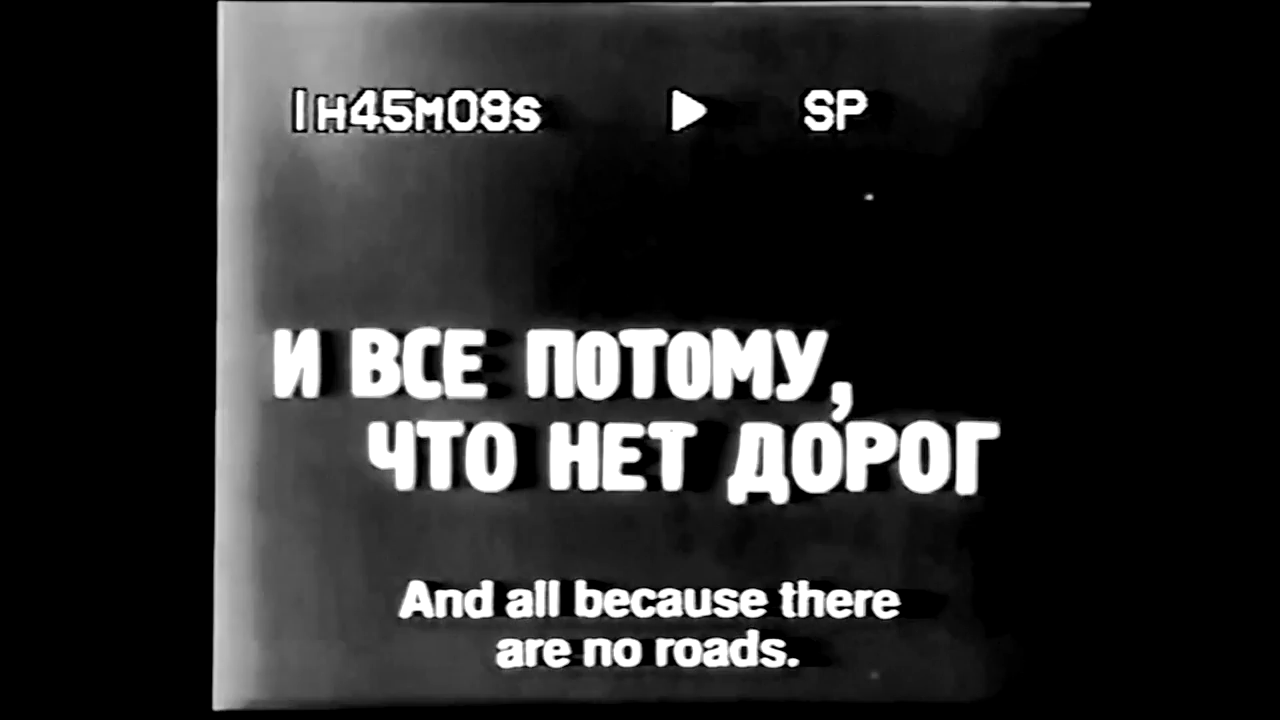 1H45M08S ▶ SP
И ВСЕ ПОТОМУ,
ЧТО НЕТ ДОРОГ
And all because there
are no roads.